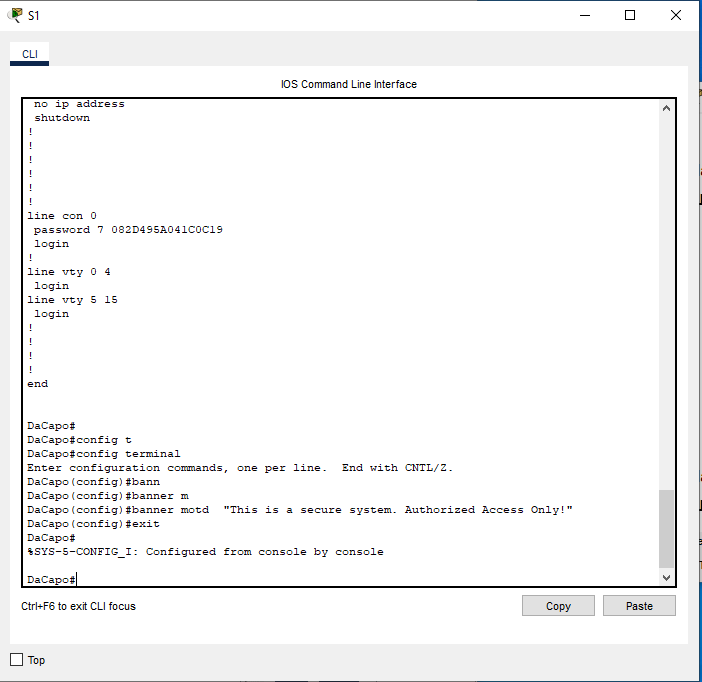 S1
CLI
IOS Command Line Interface
no ip address
shutdown
!
!
!
!
!
!
line con 0
password 7 082D495A041C0C19
login
!
line vty 0 4
login
line vty 5 15
login
!
!
!
!
end
DaCapo#
DaCapo#config t
DaCapo#config terminal
Enter configuration commands, one per line.  End with CNTL/Z.
DaCapo(config)#bann
DaCapo(config)#banner m
DaCapo(config)#banner motd  "This is a secure system. Authorized Access Only!"
DaCapo(config)#exit
DaCapo#
%SYS-5-CONFIG_I: Configured from console by console
DaCapo#
Ctrl+F6 to exit CLI focus
Copy
Paste
Top